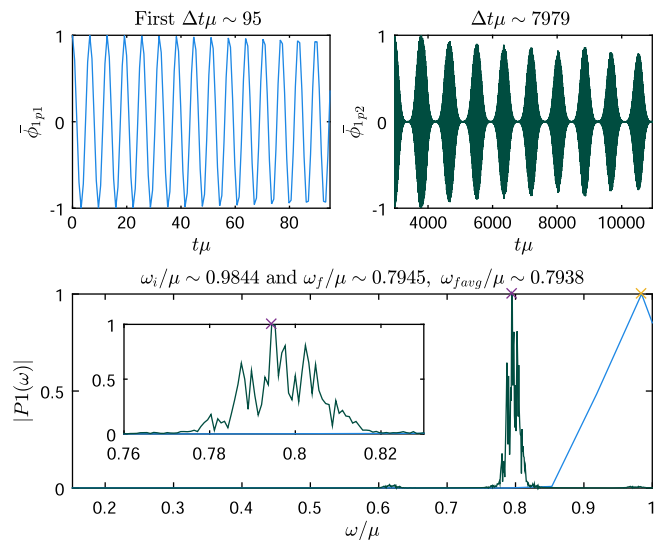 First Δtμ ∼ 95
Δtμ ∼ 7979
1
0
-1
ϕ̄₁ₚ₁
0 20 40 60 80
tμ
1
0
-1
ϕ̄₁ₚ₂
4000 6000 8000 10000
tμ
ωᵢ/μ ∼ 0.9844 and ω_f/μ ∼ 0.7945, ω_favg/μ ∼ 0.7938
1
0.5
0
|P1(ω)|
1
0.5
0
0.76 0.78 0.8 0.82
0.2 0.3 0.4 0.5 0.6 0.7 0.8 0.9 1
ω/μ